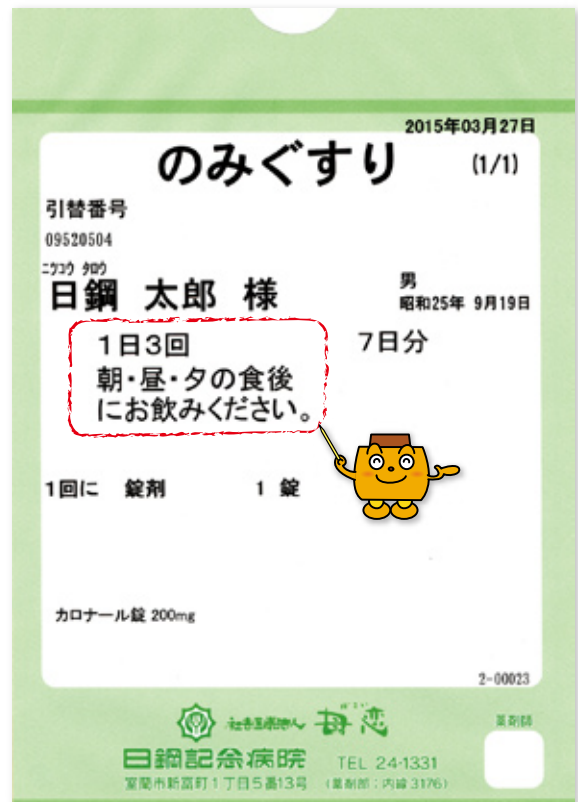 2015年03月27日
のみぐすり (1/1)
引替番号
09520504
ニッコウ タロウ
日鋼 太郎 様 男
昭和25年 9月19日
1日3回 7日分
朝・昼・夕の食後
にお飲みください。
1回に 錠剤 1 錠
カロナール錠 200mg
2-00023
社会医療法人 母恋
ぼこい
日鋼記念病院 TEL 24-1331
室蘭市新富町1丁目5番13号 (薬剤部:内線3176)
薬剤師